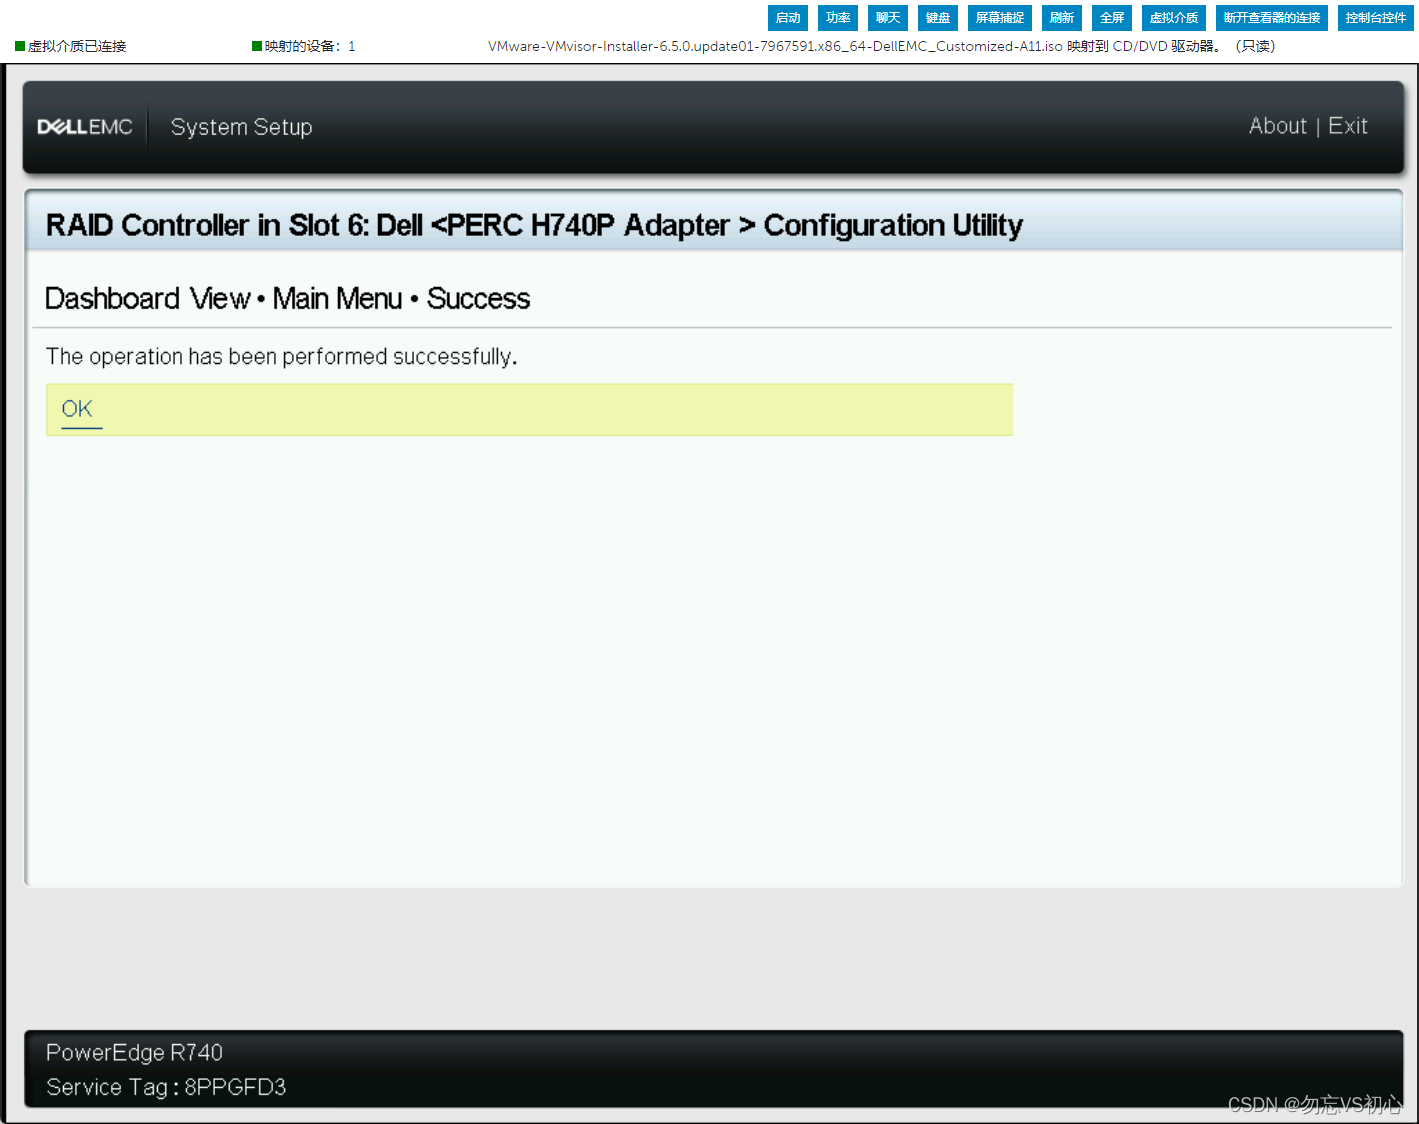 启动 功率 聊天 键盘 屏幕捕捉 刷新 全屏 虚拟介质 断开查看器的连接 控制台控件
虚拟介质已连接 映射的设备：1 VMware-VMvisor-Installer-6.5.0.update01-7967591.x86_64-DellEMC_Customized-A11.iso 映射到 CD/DVD 驱动器。（只读）
DELLEMC System Setup About | Exit
RAID Controller in Slot 6: Dell <PERC H740P Adapter > Configuration Utility
Dashboard View • Main Menu • Success
The operation has been performed successfully.
OK
PowerEdge R740
Service Tag : 8PPGFD3
CSDN @勿忘VS初心